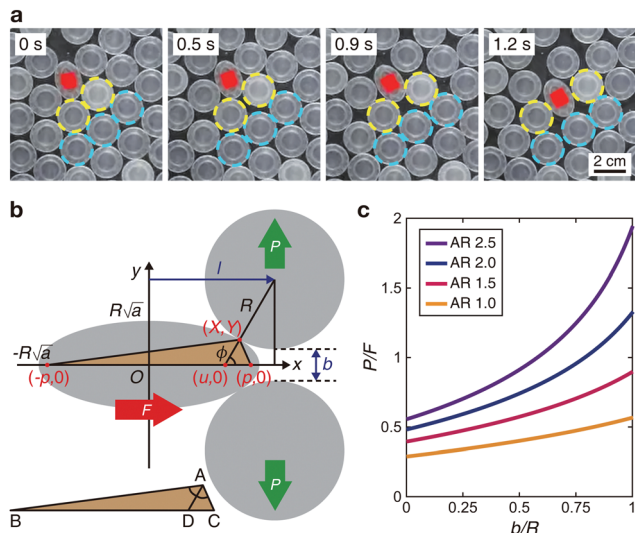 a
0 s
0.5 s
0.9 s
1.2 s
2 cm
b
y
l
P
R
R√a
(X,Y)
-R√a
ϕ
x
b
(-p,0)
O
(u,0)
(p,0)
F
P
A
B
D
C
c
2
1.5
1
0.5
0
P/F
AR 2.5
AR 2.0
AR 1.5
AR 1.0
0
0.25
0.5
0.75
1
b/R